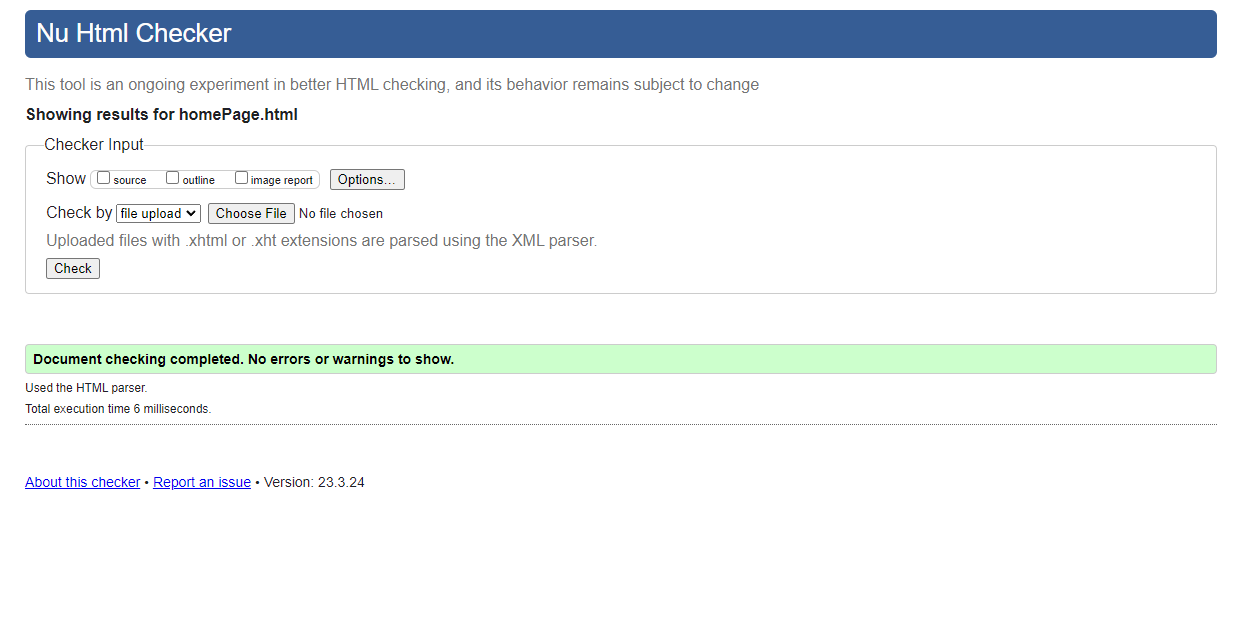 Nu Html Checker
This tool is an ongoing experiment in better HTML checking, and its behavior remains subject to change
Showing results for homePage.html
Checker Input
Show source outline image report Options...
Check by file upload Choose File No file chosen
Uploaded files with .xhtml or .xht extensions are parsed using the XML parser.
Check
Document checking completed. No errors or warnings to show.
Used the HTML parser.
Total execution time 6 milliseconds.
About this checker • Report an issue • Version: 23.3.24